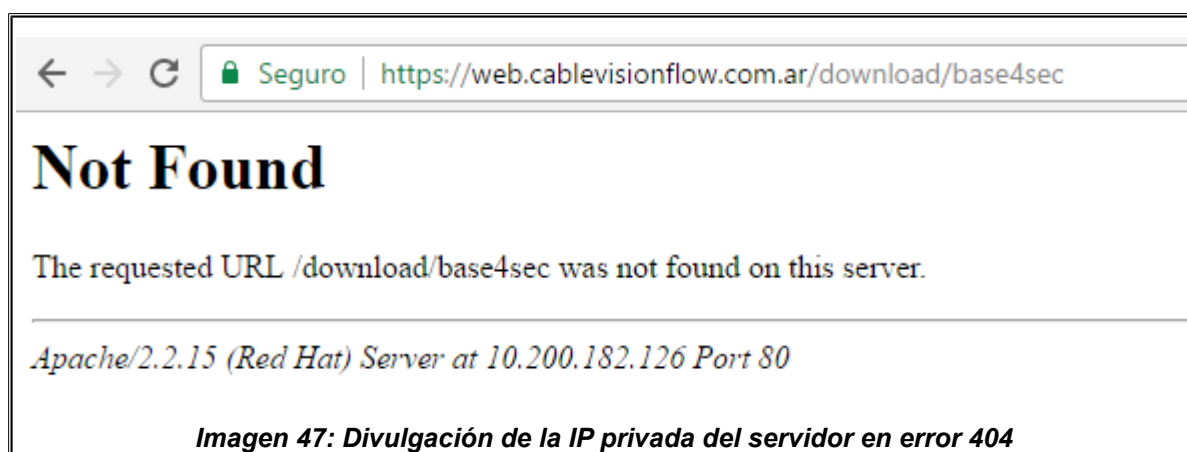 Seguro | https://web.cablevisionflow.com.ar/download/base4sec
Not Found
The requested URL /download/base4sec was not found on this server.
Apache/2.2.15 (Red Hat) Server at 10.200.182.126 Port 80
Imagen 47: Divulgación de la IP privada del servidor en error 404